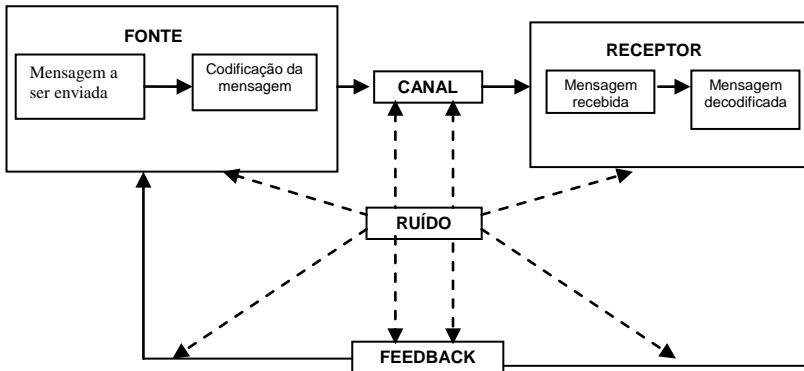 FONTE
Mensagem a
ser enviada
Codificação da
mensagem
CANAL
RECEPTOR
Mensagem
recebida
Mensagem
decodificada
RUÍDO
FEEDBACK